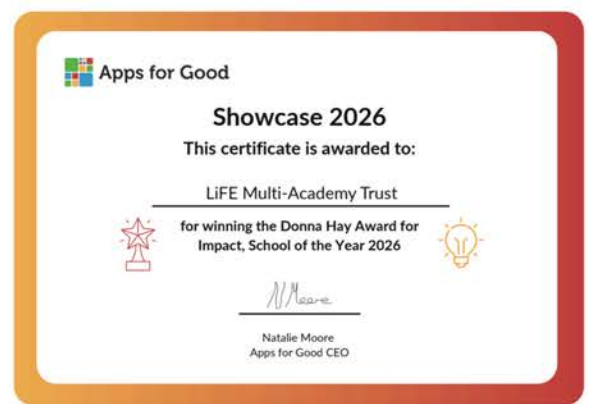 Apps for Good
Showcase 2026
This certificate is awarded to:
LiFE Multi-Academy Trust
for winning the Donna Hay Award for
Impact, School of the Year 2026
N Moore
Natalie Moore
Apps for Good CEO